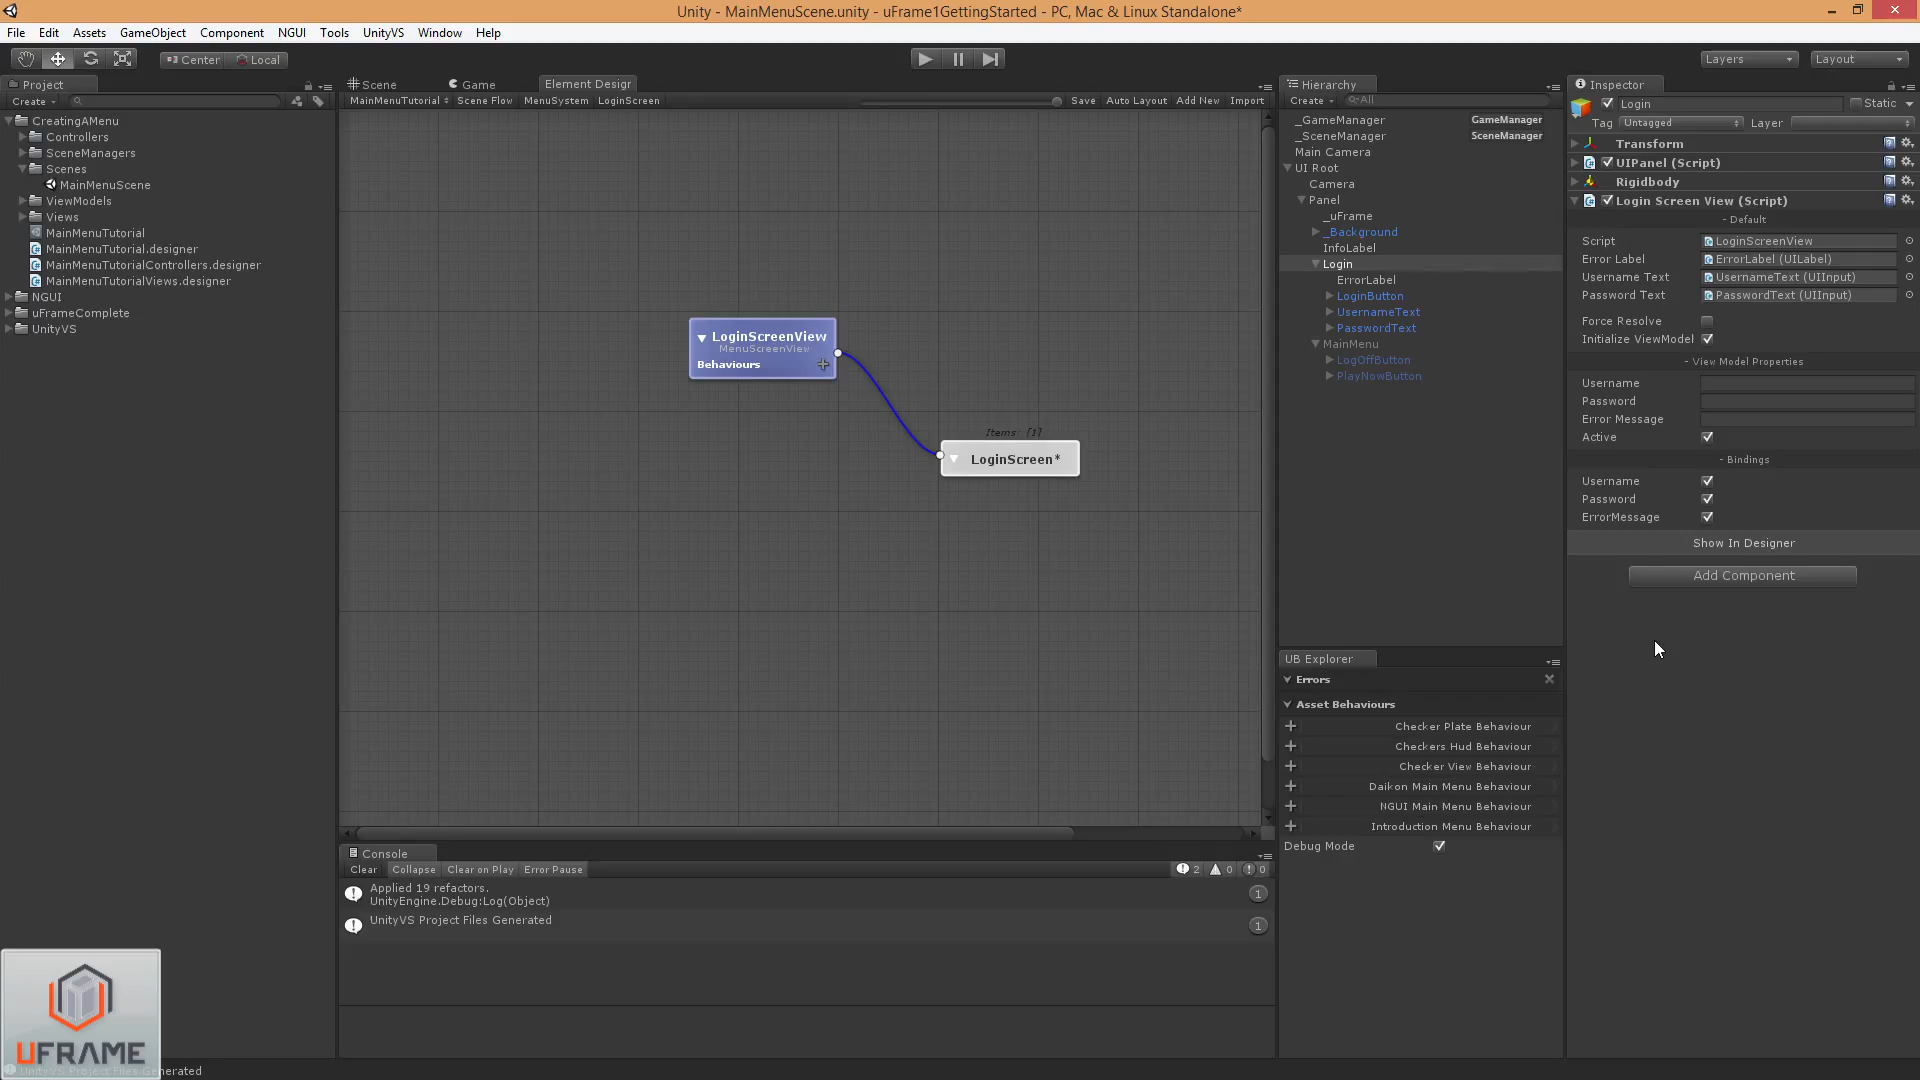 Unity - MainMenuScene.unity - uFrame1GettingStarted - PC, Mac & Linux Standalone*
File Edit Assets GameObject Component NGUI Tools UnityVS Window Help
Center Local
Layers Layout
Project
Create
CreatingAMenu
Controllers
SceneManagers
Scenes
MainMenuScene
ViewModels
Views
MainMenuTutorial
MainMenuTutorial.designer
MainMenuTutorialControllers.designer
MainMenuTutorialViews.designer
NGUI
uFrameComplete
UnityVS
Scene Game Element Desigr
MainMenuTutorial Scene Flow MenuSystem LoginScreen Save Auto Layout Add New Import
LoginScreenView
MenuScreenView
Behaviours
Items: [1]
LoginScreen*
Console
Clear Collapse Clear on Play Error Pause 2 0 0
Applied 19 refactors.
UnityEngine.Debug:Log(Object)
1
UnityVS Project Files Generated
1
Hierarchy
Create All
_GameManager GameManager
_SceneManager SceneManager
Main Camera
UI Root
Camera
Panel
_uFrame
_Background
InfoLabel
Login
ErrorLabel
LoginButton
UsernameText
PasswordText
MainMenu
LogOffButton
PlayNowButton
UB Explorer
Errors
Asset Behaviours
Checker Plate Behaviour
Checkers Hud Behaviour
Checker View Behaviour
Daikon Main Menu Behaviour
NGUI Main Menu Behaviour
Introduction Menu Behaviour
Debug Mode
Inspector
Login Static
Tag Untagged Layer
Transform
UIPanel (Script)
Rigidbody
Login Screen View (Script)
- Default
Script LoginScreenView
Error Label ErrorLabel (UILabel)
Username Text UsernameText (UIInput)
Password Text PasswordText (UIInput)
Force Resolve
Initialize ViewModel
- View Model Properties
Username
Password
Error Message
Active
- Bindings
Username
Password
ErrorMessage
Show In Designer
Add Component
UFRAME
UnityVS Project Files Generated